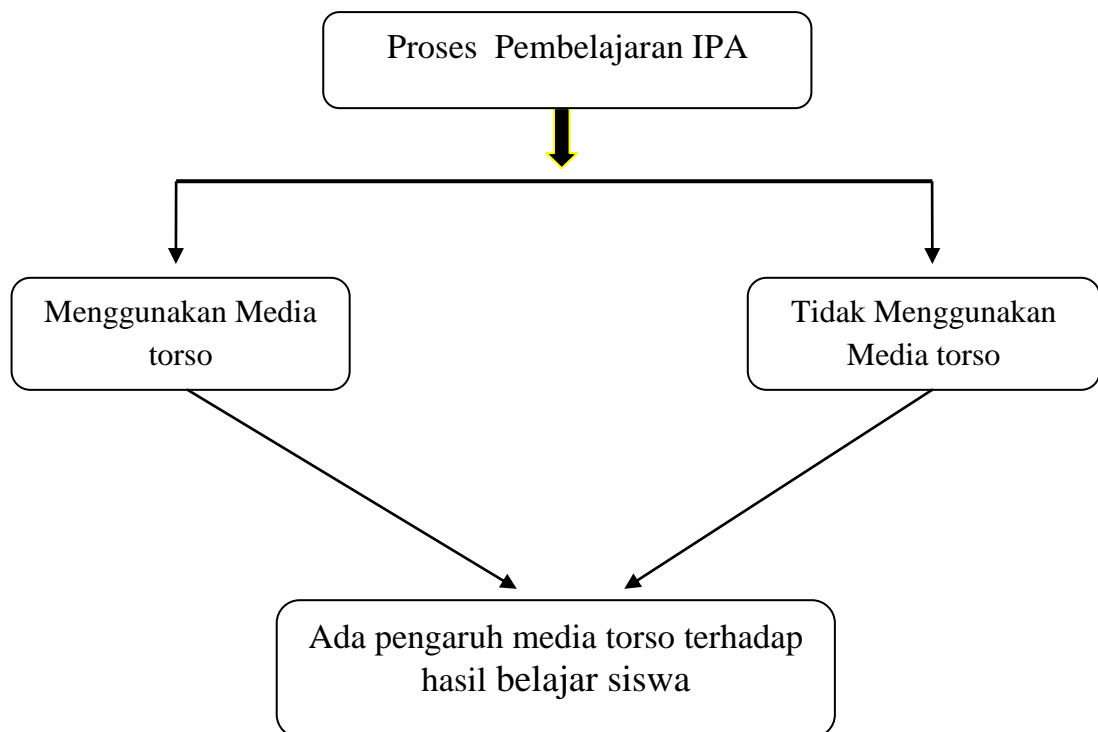 Proses Pembelajaran IPA
Menggunakan Media
torso
Tidak Menggunakan
Media torso
Ada pengaruh media torso terhadap
hasil belajar siswa